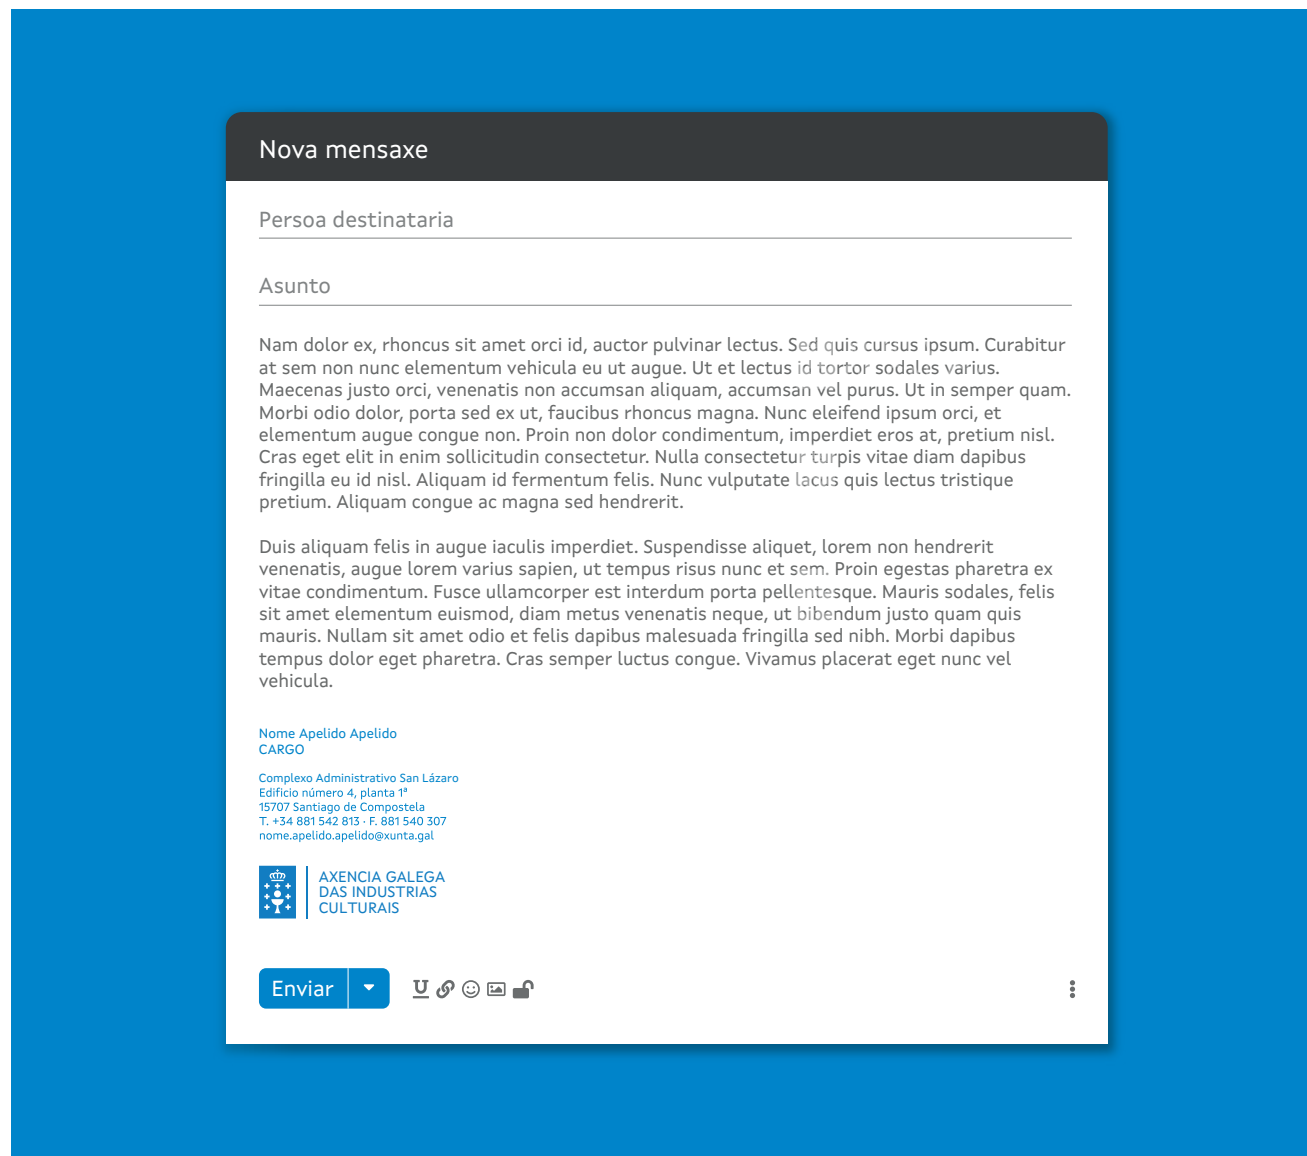 Nova mensaxe
Persoa destinataria
Asunto
Nam dolor ex, rhoncus sit amet orci id, auctor pulvinar lectus. Sed quis cursus ipsum. Curabitur
at sem non nunc elementum vehicula eu ut augue. Ut et lectus id tortor sodales varius.
Maecenas justo orci, venenatis non accumsan aliquam, accumsan vel purus. Ut in semper quam.
Morbi odio dolor, porta sed ex ut, faucibus rhoncus magna. Nunc eleifend ipsum orci, et
elementum augue congue non. Proin non dolor condimentum, imperdiet eros at, pretium nisl.
Cras eget elit in enim sollicitudin consectetur. Nulla consectetur turpis vitae diam dapibus
fringilla eu id nisl. Aliquam id fermentum felis. Nunc vulputate lacus quis lectus tristique
pretium. Aliquam congue ac magna sed hendrerit.
Duis aliquam felis in augue iaculis imperdiet. Suspendisse aliquet, lorem non hendrerit
venenatis, augue lorem varius sapien, ut tempus risus nunc et sem. Proin egestas pharetra ex
vitae condimentum. Fusce ullamcorper est interdum porta pellentesque. Mauris sodales, felis
sit amet elementum euismod, diam metus venenatis neque, ut bibendum justo quam quis
mauris. Nullam sit amet odio et felis dapibus malesuada fringilla sed nibh. Morbi dapibus
tempus dolor eget pharetra. Cras semper luctus congue. Vivamus placerat eget nunc vel
vehicula.
Nome Apelido Apelido
CARGO
Complexo Administrativo San Lázaro
Edificio número 4, planta 1ª
15707 Santiago de Compostela
T. +34 881 542 813 · F. 881 540 307
nome.apelido.apelido@xunta.gal
AXENCIA GALEGA
DAS INDUSTRIAS
CULTURAIS
Enviar